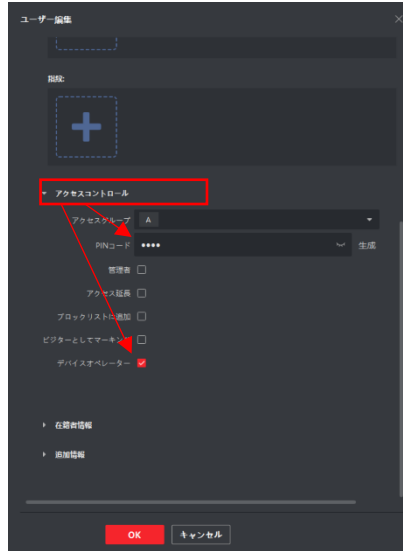 ユーザー編集
指紋:
アクセスコントロール
アクセスグループ A
PINコード •••• 生成
管理者
アクセス延長
ブロックリストに追加
ビジターとしてマーキング
デバイスオペレーター
在籍者情報
追加情報
OK キャンセル